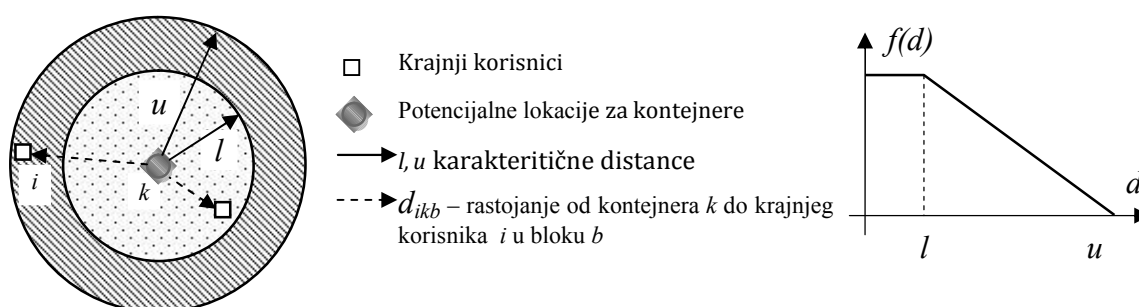 u
l
i
k
Krajnji korisnici
Potencijalne lokacije za kontejnere
l, u karakteritične distance
d_ikb – rastojanje od kontejnera k do krajnjeg
korisnika i u bloku b
f(d)
d
l
u